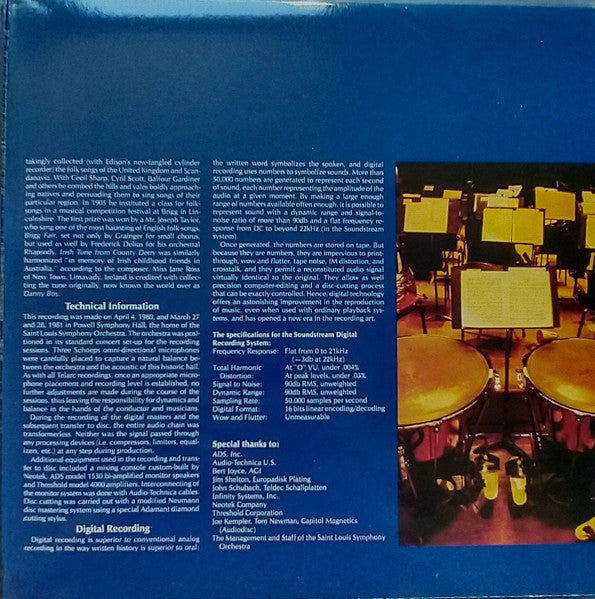 takingly collected (with Edison's new-fangled cylinder
recorder) the folk songs of the United Kingdom and Scan-
danavia. With Cecil Sharp, Cyril Scott, Balfour Gardiner
and others he combed the hills and vales boldly approach-
ing natives and persuading them to sing songs of their
particular region. In 1905 he instituted a class for folk-
songs in a musical competition festival at Brigg in Lin-
colnshire. The first prize was won by a Mr. Joseph Taylor,
who sang one of the most haunting of English folk-songs,
Brigg Fair, set not only by Grainger for small chorus,
but used as well by Frederick Delius for his orchestral
Rhapsody. Irish Tune from County Derry was similarly
harmonized "in memory of Irish childhood friends in
Australia," according to the composer. Miss Jane Ross
of New Town, Limavady, Ireland is credited with collec-
ting the tune originally, now known the world over as
Danny Boy.
Technical Information
This recording was made on April 4, 1980, and March 27
and 28, 1981 in Powell Symphony Hall, the home of the
Saint Louis Symphony Orchestra. The orchestra was posi-
tioned in its standard concert set-up for the recording
sessions. Three Schoeps omni-directional microphones
were carefully placed to capture a natural balance be-
tween the orchestra and the acoustic of this historic hall.
As with all Telarc recordings, once an appropriate micro-
phone placement and recording level is established, no
further adjustments are made during the course of the
sessions, thus leaving the responsibility for dynamics and
balance in the hands of the conductor and musicians.
During the recording of the digital masters and the
subsequent transfer to disc, the entire audio chain was
transformerless. Neither was the signal passed through
any processing devices (i.e. compressors, limiters, equal-
izers, etc.) at any step during production.
Additional equipment used in the recording and trans-
fer to disc included a mixing console custom-built by
Neotek, ADS model 1530 bi-amplified monitor speakers
and Threshold model 4000 amplifiers. Interconnecting of
the monitor system was done with Audio-Technica cables.
Disc cutting was carried out with a modified Neumann
disc mastering system using a special Adamant diamond
cutting stylus.
Digital Recording
Digital recording is superior to conventional analog
recording in the way written history is superior to oral:
the written word symbolizes the spoken, and digital
recording uses numbers to symbolize sounds. More than
50,000 numbers are generated to represent each second
of sound, each number representing the amplitude of the
audio at a given moment. By making a large enough
range of numbers available often enough, it is possible to
represent sound with a dynamic range and signal-to-
noise ratio of more than 90db and a flat frequency re-
sponse from DC to beyond 22kHz (in the Soundstream
system).
Once generated, the numbers are stored on tape. But
because they are numbers, they are impervious to print-
through, wow and flutter, tape noise, IM distortion, and
crosstalk, and they permit a reconstituted audio signal
virtually identical to the original. They allow as well
precision computer-editing and a disc-cutting process
that can be exactly controlled. Hence, digital technology
offers an astonishing improvement in the reproduction
of music, even when used with ordinary playback sys-
tems, and has opened a new era in the recording art.
The specifications for the Soundstream Digital
Recording System:
Frequency Response: Flat from 0 to 21kHz
(—3db at 22kHz)
Total Harmonic At "O" VU, under .004%
Distortion: At peak levels, under .03%
Signal to Noise: 90db RMS, unweighted
Dynamic Range: 90db RMS, unweighted
Sampling Rate: 50,000 samples per second
Digital Format: 16 bits linear encoding/decoding
Wow and Flutter: Unmeasurable
Special thanks to:
ADS, Inc.
Audio-Technica U.S.
Bert Joyce, AGI
Jim Shelton, Europadisk Plating
John Schubach, Teldec Schallplatten
Infinity Systems, Inc.
Neotek Company
Threshold Corporation
Joe Kempler, Tom Newman, Capitol Magnetics
(Audiodisc)
The Management and Staff of the Saint Louis Symphony
Orchestra